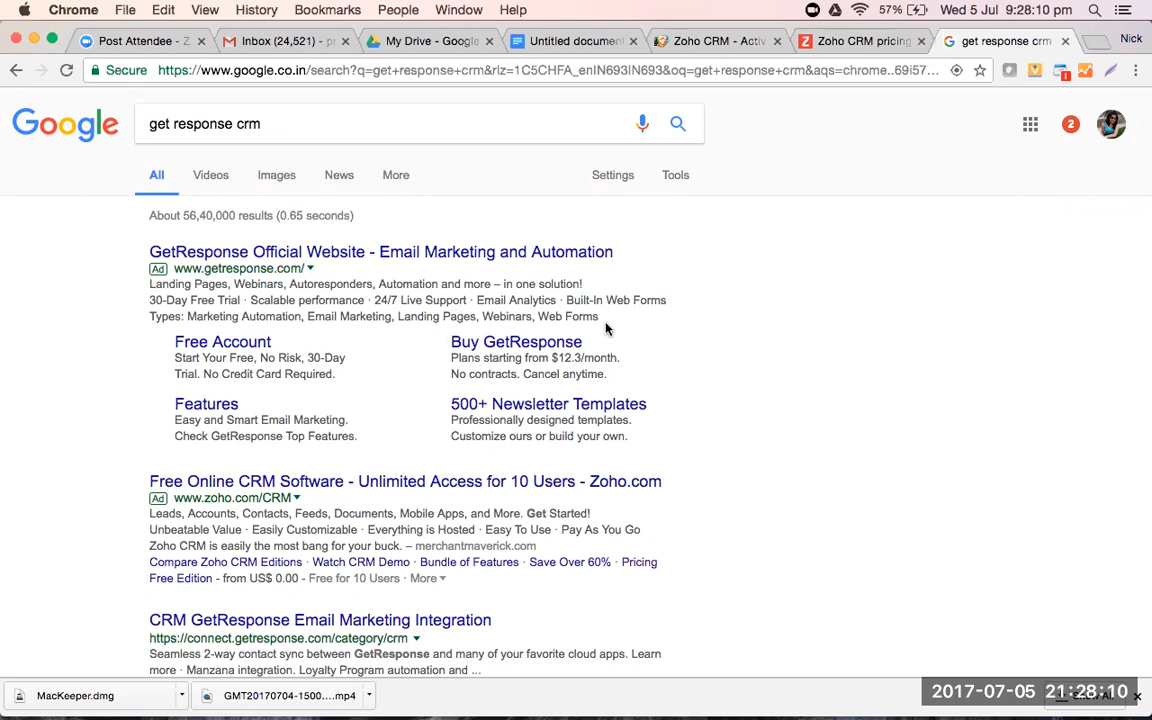 Chrome File Edit View History Bookmarks People Window Help 57% Wed 5 Jul 9:28:10 pm
Post Attendee - Z Inbox (24,521) - p My Drive - Google Untitled document Zoho CRM - Activ Zoho CRM pricing get response crm Nick
Secure https://www.google.co.in/search?q=get+response+crm&rlz=1C5CHFA_enIN693IN693&oq=get+response+crm&aqs=chrome..69i57... 1
Google get response crm 2
All Videos Images News More Settings Tools
About 56,40,000 results (0.65 seconds)
GetResponse Official Website - Email Marketing and Automation
Ad www.getresponse.com/
Landing Pages, Webinars, Autoresponders, Automation and more – in one solution!
30-Day Free Trial · Scalable performance · 24/7 Live Support · Email Analytics · Built-In Web Forms
Types: Marketing Automation, Email Marketing, Landing Pages, Webinars, Web Forms
Free Account
Start Your Free, No Risk, 30-Day
Trial. No Credit Card Required.
Buy GetResponse
Plans starting from $12.3/month.
No contracts. Cancel anytime.
Features
Easy and Smart Email Marketing.
Check GetResponse Top Features.
500+ Newsletter Templates
Professionally designed templates.
Customize ours or build your own.
Free Online CRM Software - Unlimited Access for 10 Users - Zoho.com
Ad www.zoho.com/CRM
Leads, Accounts, Contacts, Feeds, Documents, Mobile Apps, and More. Get Started!
Unbeatable Value · Easily Customizable · Everything is Hosted · Easy To Use · Pay As You Go
Zoho CRM is easily the most bang for your buck. – merchantmaverick.com
Compare Zoho CRM Editions · Watch CRM Demo · Bundle of Features · Save Over 60% · Pricing
Free Edition - from US$ 0.00 - Free for 10 Users · More
CRM GetResponse Email Marketing Integration
https://connect.getresponse.com/category/crm
Seamless 2-way contact sync between GetResponse and many of your favorite cloud apps. Learn
more · Manzana integration. Loyalty Program automation and ...
MacKeeper.dmg GMT20170704-1500....mp4
2017-07-05 21:28:10